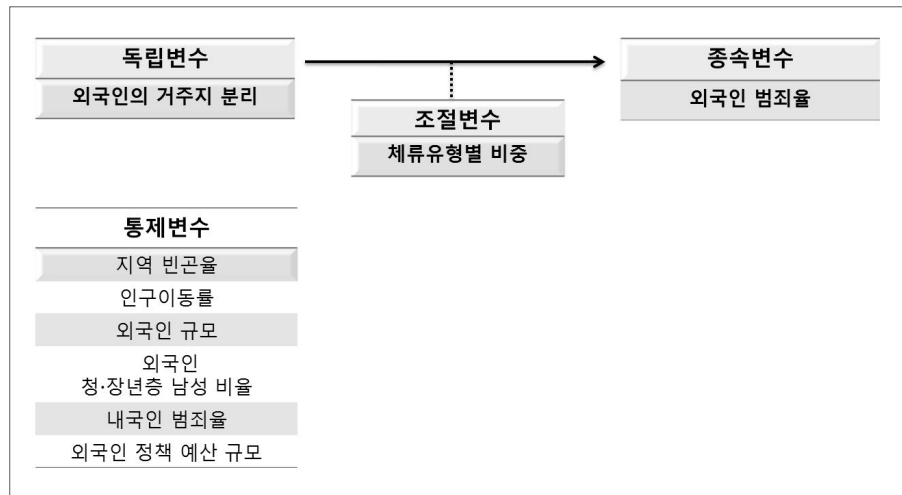 독립변수
외국인의 거주지 분리
종속변수
외국인 범죄율
조절변수
체류유형별 비중
통제변수
지역 빈곤율
인구이동률
외국인 규모
외국인
청·장년층 남성 비율
내국인 범죄율
외국인 정책 예산 규모